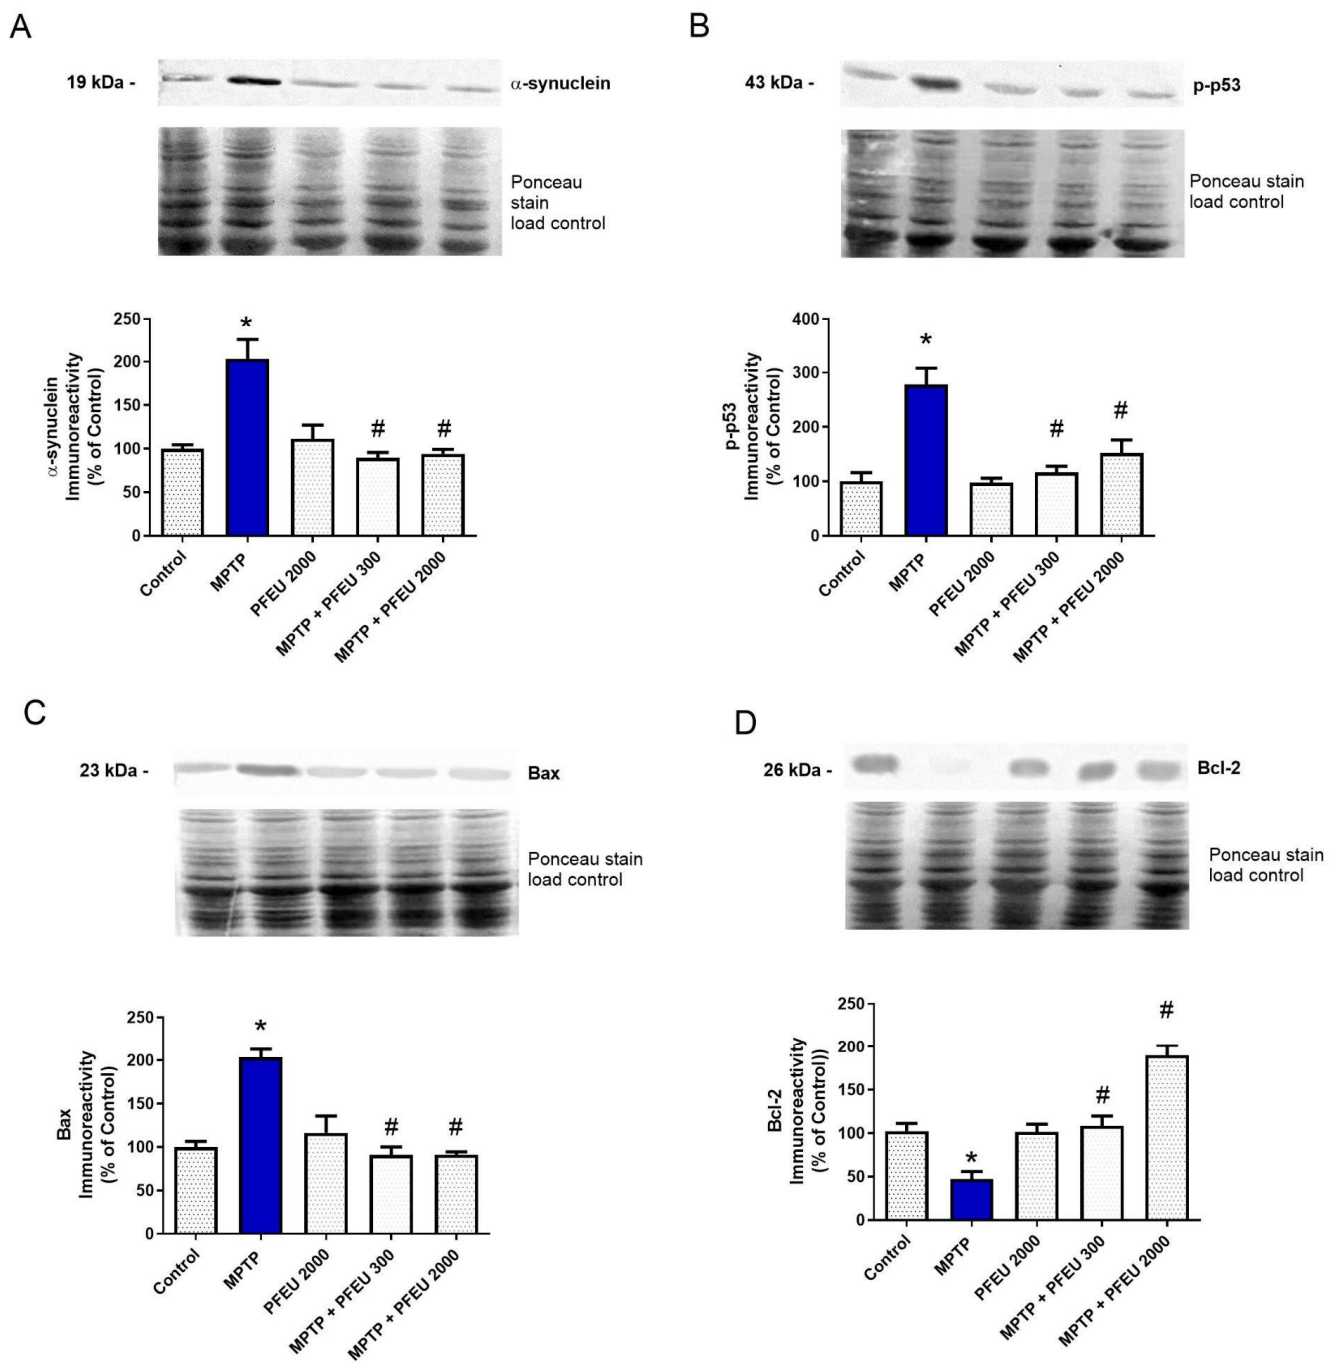 A
19 kDa -
α-synuclein
Ponceau
stain
load control
α-synuclein
Immunoreactivity
(% of Control)
250
200
150
100
50
0
*
#
#
Control
MPTP
PFEU 2000
MPTP + PFEU 300
MPTP + PFEU 2000
B
43 kDa -
p-p53
Ponceau stain
load control
p-p53
Immunoreactivity
(% of Control)
400
300
200
100
0
*
#
#
Control
MPTP
PFEU 2000
MPTP + PFEU 300
MPTP + PFEU 2000
C
23 kDa -
Bax
Ponceau stain
load control
Bax
Immunoreactivity
(% of Control)
250
200
150
100
50
0
*
#
#
Control
MPTP
PFEU 2000
MPTP + PFEU 300
MPTP + PFEU 2000
D
26 kDa -
Bcl-2
Ponceau stain
load control
Bcl-2
Immunoreactivity
(% of Control))
250
200
150
100
50
0
*
#
#
Control
MPTP
PFEU 2000
MPTP + PFEU 300
MPTP + PFEU 2000